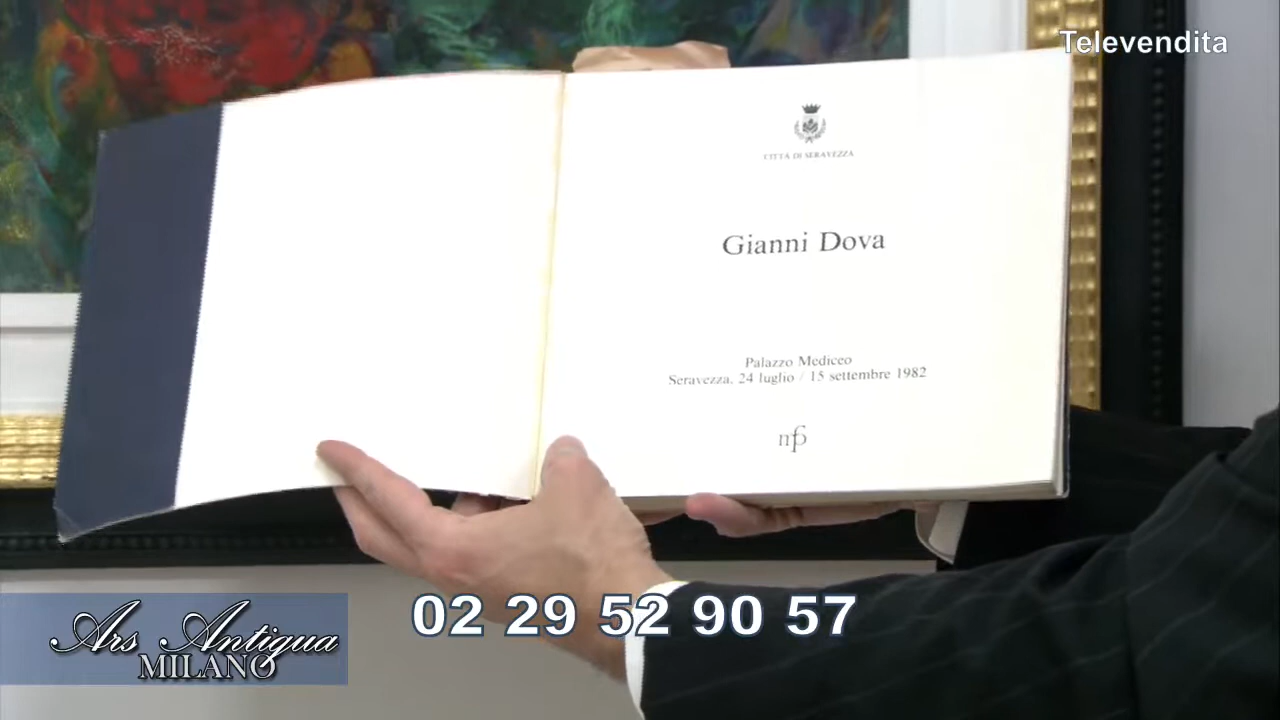 Televendita
CITTÀ DI SERAVEZZA
Gianni Dova
Palazzo Mediceo
Seravezza, 24 luglio / 15 settembre 1982
mfp
02 29 52 90 57
Ars Antiqua
MILANO